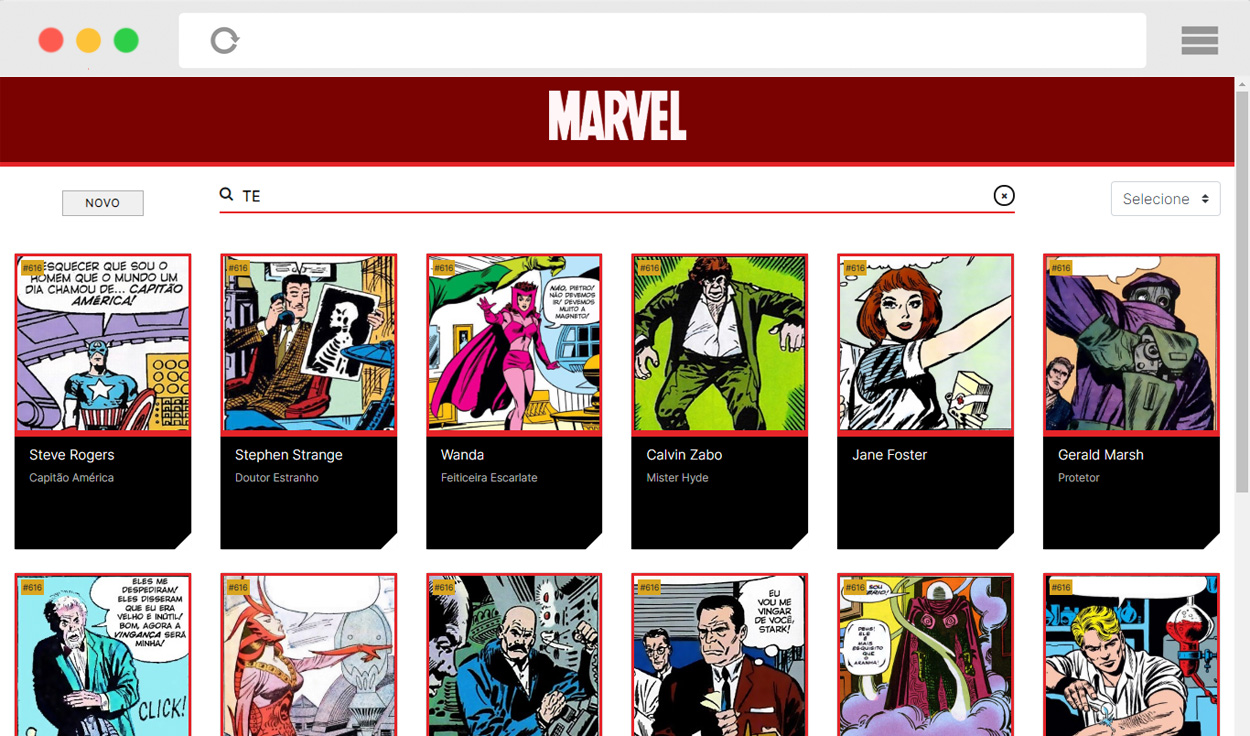 MARVEL
NOVO
TE
Selecione
#616
ESQUECER QUE SOU O
HOMEM QUE O MUNDO UM
DIA CHAMOU DE... CAPITÃO
AMÉRICA!
#616
#616
NÃO, PIETRO!
NÃO DEVEMOS
IR! DEVEMOS
MUITO A
MAGNETO!
#616
#616
#616
Steve Rogers
Capitão América
Stephen Strange
Doutor Estranho
Wanda
Feiticeira Escarlate
Calvin Zabo
Mister Hyde
Jane Foster
Gerald Marsh
Protetor
#616
ELES ME
DESPEDIRAM!
ELES DISSERAM
QUE EU ERA
VELHO E INÚTIL!
BOM, AGORA A
VINGANÇA SERÁ
MINHA!
CLICK!
#616
#616
#616
EU
VOU ME
VINGAR
DE VOCÊ,
STARK!
#616
SOU
DEUS!
ELE
É
MAIS
ESQUISITO
QUE
O
ARANHA!
#616